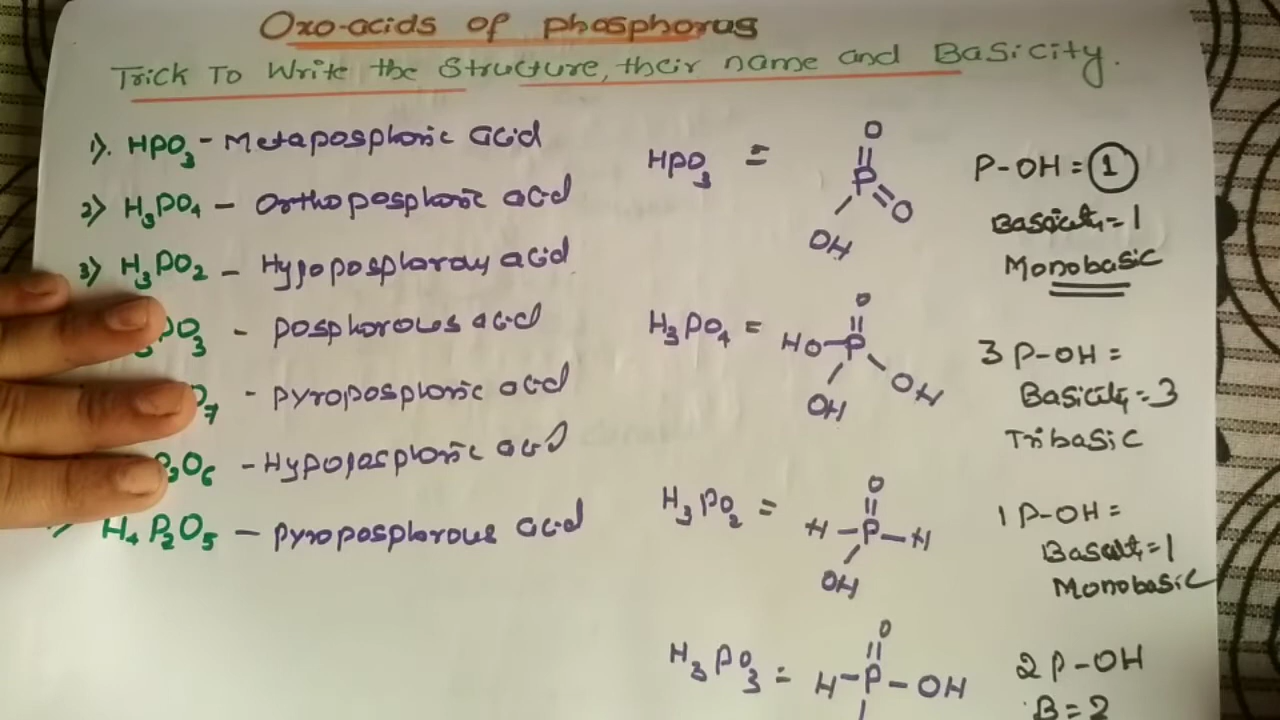 Oxo-acids of phosphorus
Trick To Write the Structure, their name and Basicity.
1). HPO3 - Metaposphoric acid
2) H3PO4 - Orthoposphoric acid
3) H3PO2 - Hypoposphorous acid
3PO3 - posphorous acid
O7 - pyroposphoric acid
O6 - Hypoposphoric acid
H4P2O5 - pyroposphorous acid
HPO3 =
O
P
O
OH
P-OH = 1
Basicity = 1
Monobasic
H3PO4 =
O
HO-P
OH
OH
3 P-OH =
Basicity = 3
Tribasic
H3PO2 =
O
H-P-H
OH
1 P-OH =
Basicity = 1
Monobasic
H3PO3 =
O
H-P-OH
2 P-OH
B = 2